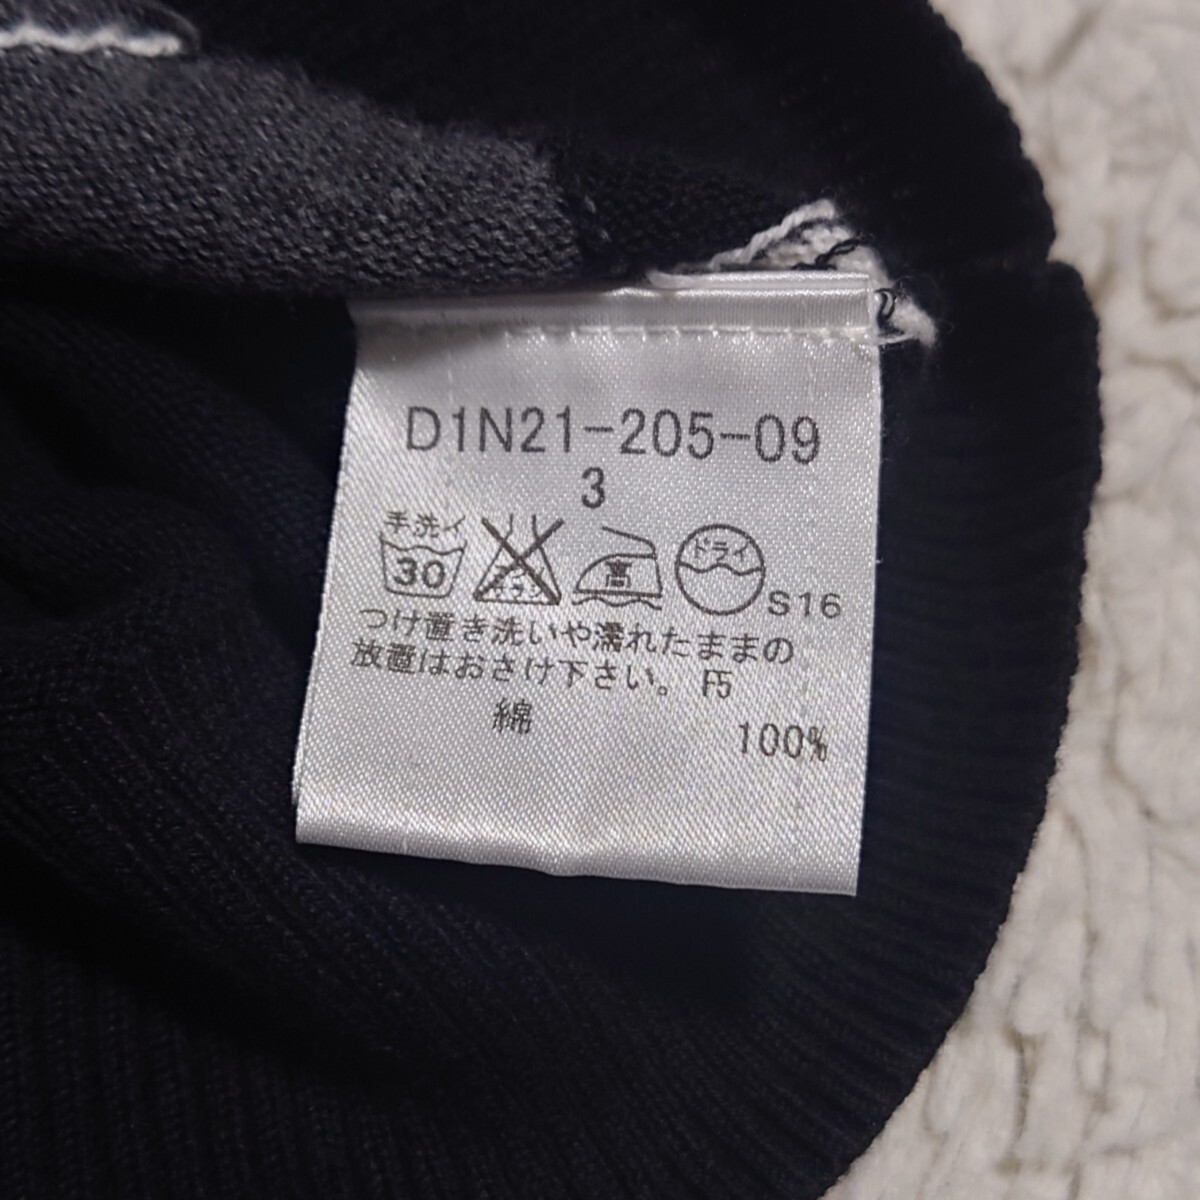 D1N21-205-09
3
手洗イ
30
高
ドライ
S16
つけ置き洗いや濡れたままの
放置はおさけ下さい。 F5
綿 100%